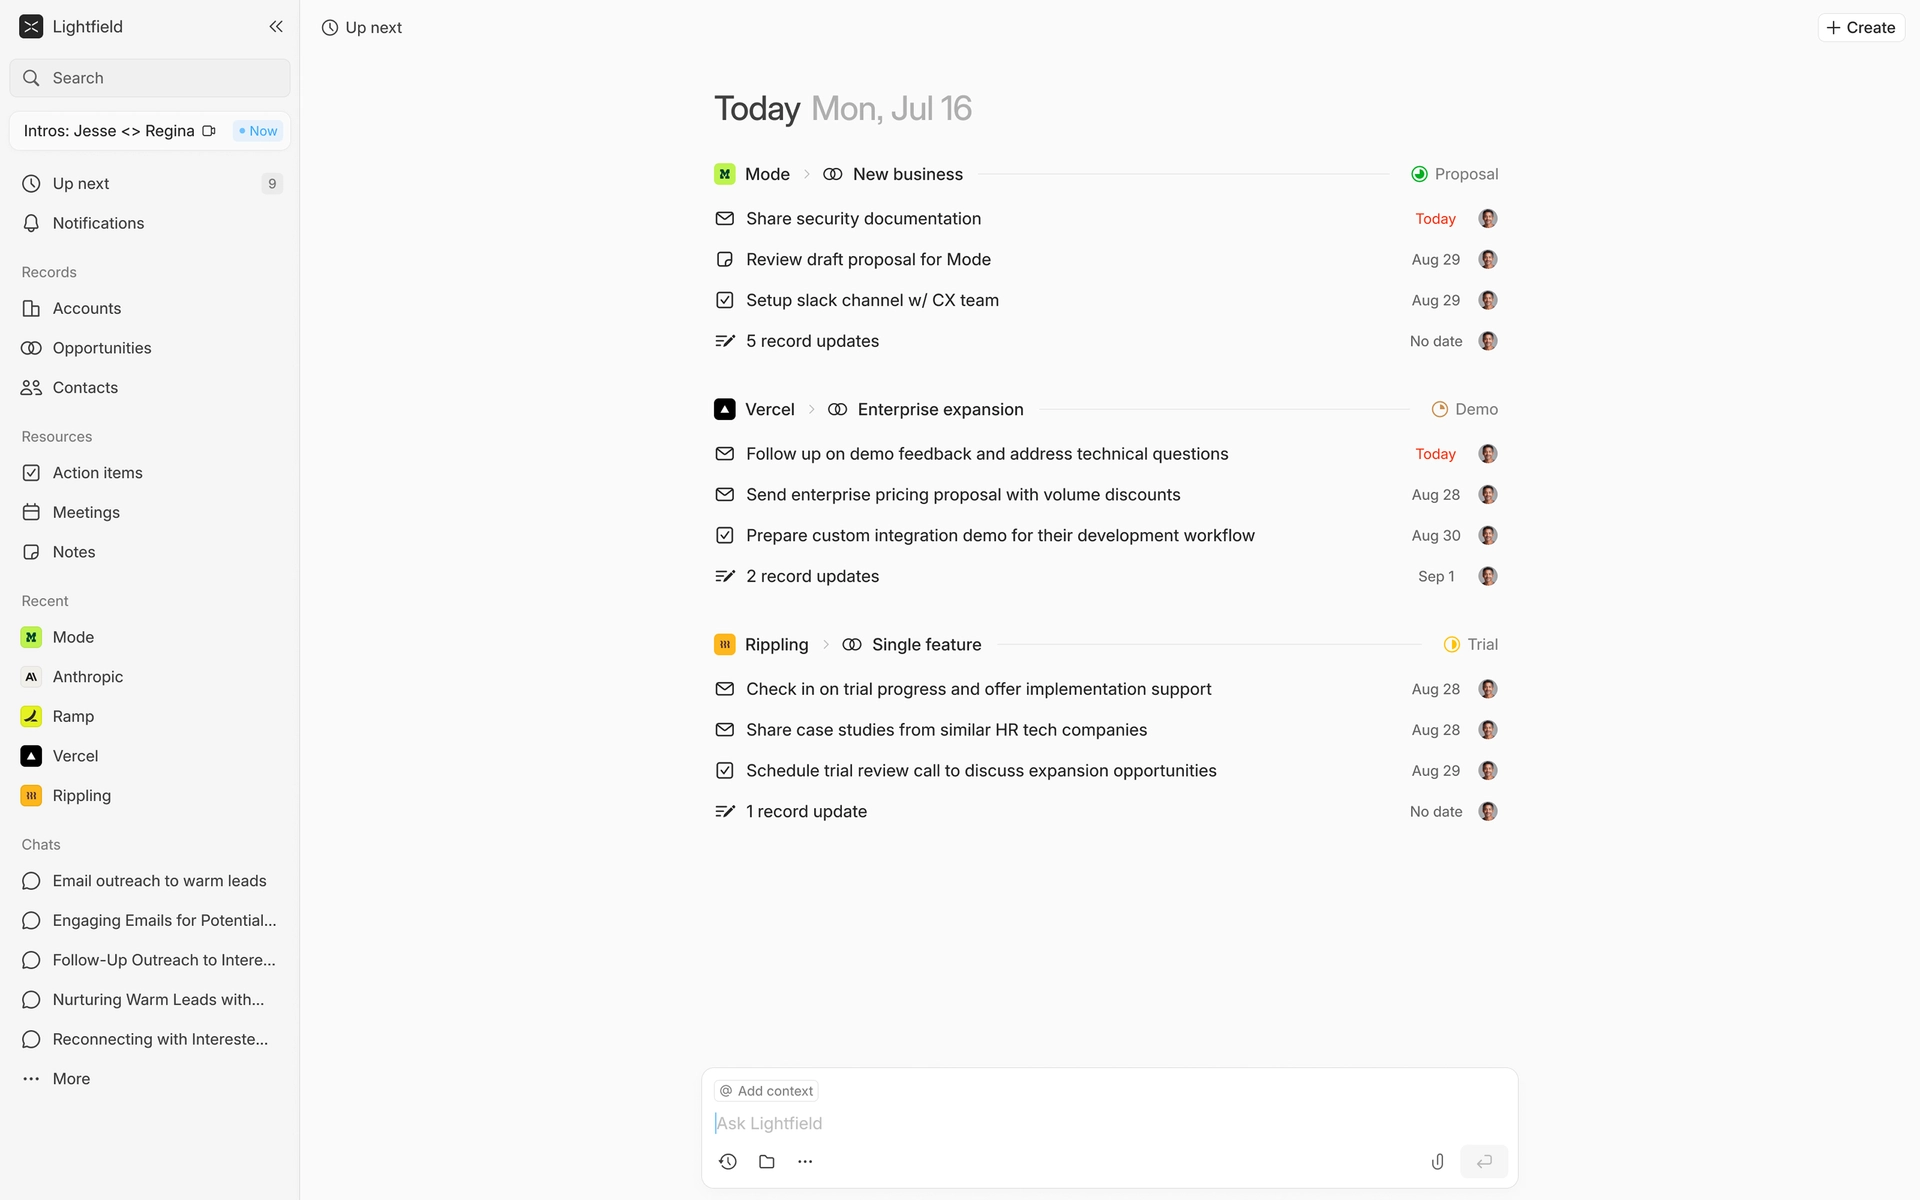 Lightfield
Search
Intros: Jesse <> Regina
Now
Up next
9
Notifications
Records
Accounts
Opportunities
Contacts
Resources
Action items
Meetings
Notes
Recent
Mode
Anthropic
Ramp
Vercel
Rippling
Chats
Email outreach to warm leads
Engaging Emails for Potential...
Follow-Up Outreach to Intere...
Nurturing Warm Leads with...
Reconnecting with Intereste...
More
Up next
Create
Today Mon, Jul 16
Mode New business Proposal
Share security documentation Today
Review draft proposal for Mode Aug 29
Setup slack channel w/ CX team Aug 29
5 record updates No date
Vercel Enterprise expansion Demo
Follow up on demo feedback and address technical questions Today
Send enterprise pricing proposal with volume discounts Aug 28
Prepare custom integration demo for their development workflow Aug 30
2 record updates Sep 1
Rippling Single feature Trial
Check in on trial progress and offer implementation support Aug 28
Share case studies from similar HR tech companies Aug 28
Schedule trial review call to discuss expansion opportunities Aug 29
1 record update No date
@ Add context
Ask Lightfield